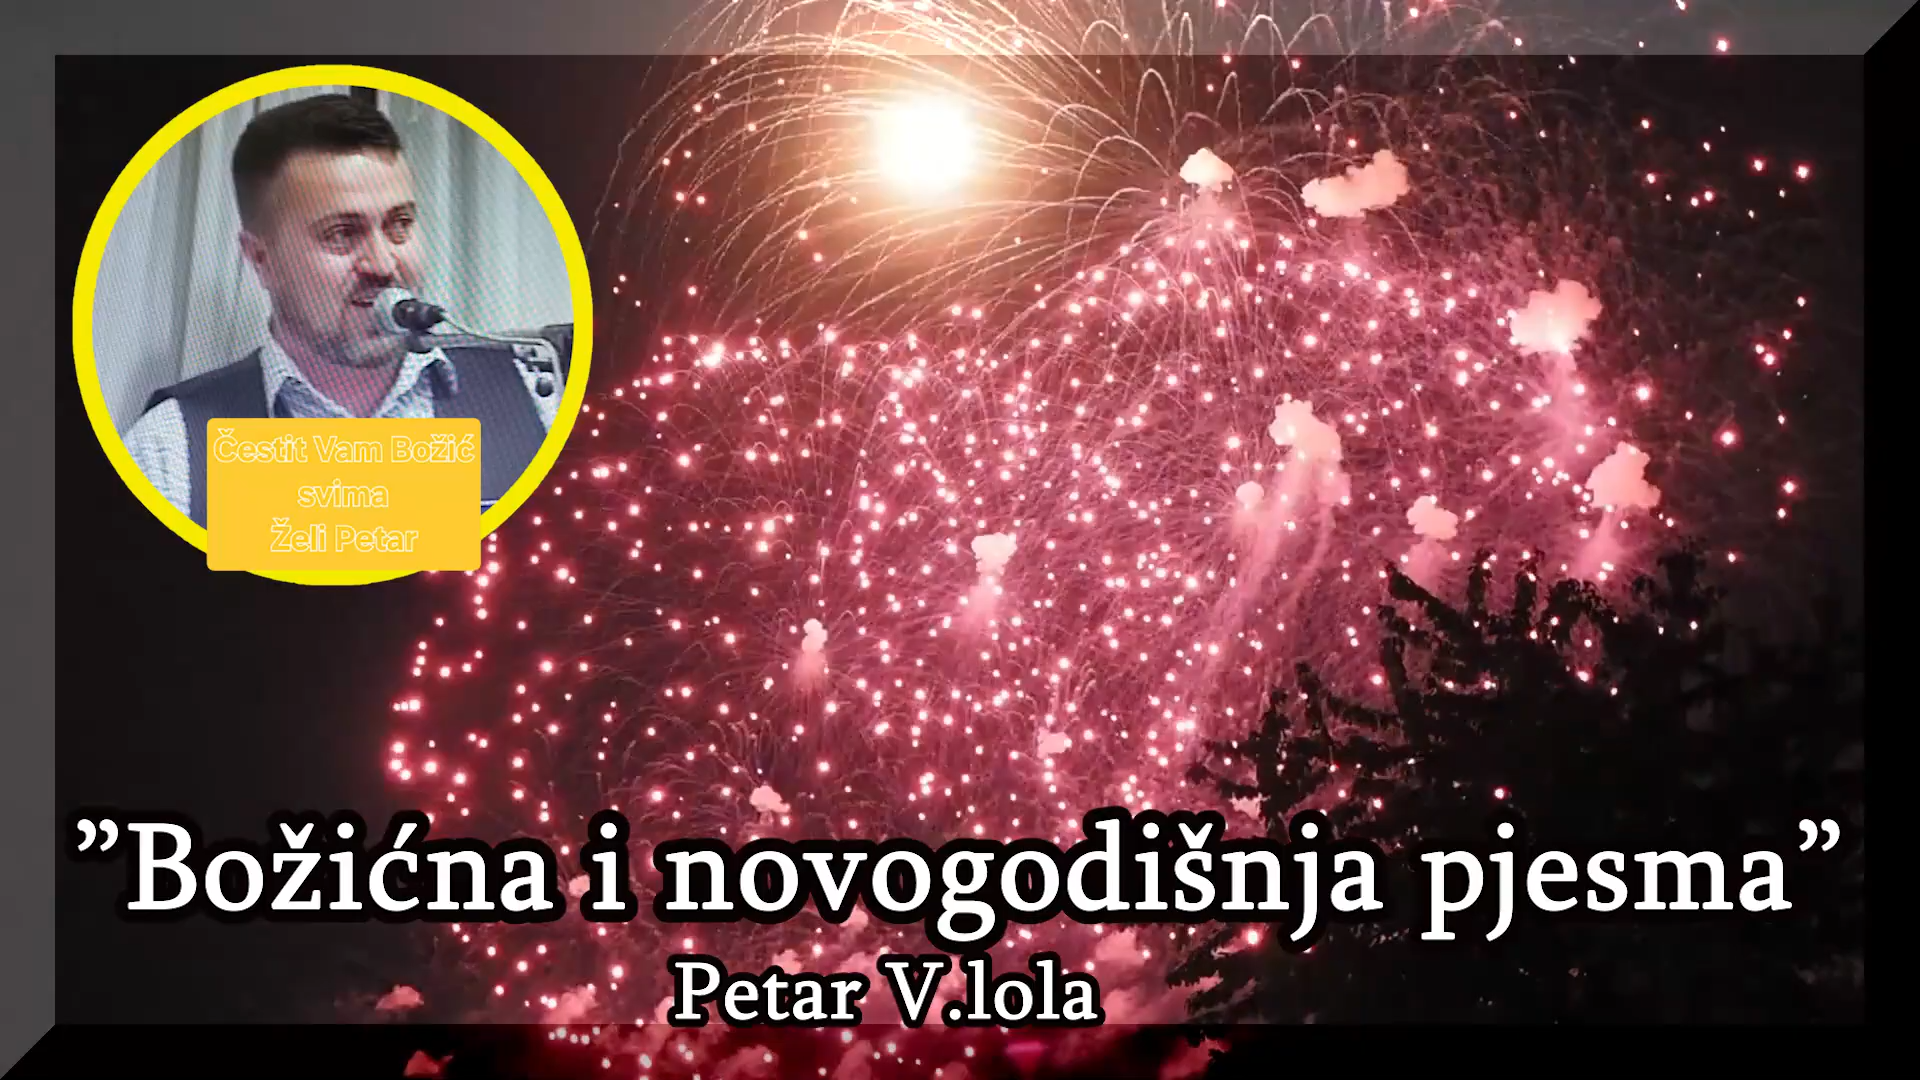 Čestit Vam Božić
svima
Želi Petar
”Božićna i novogodišnja pjesma”
Petar V.lola